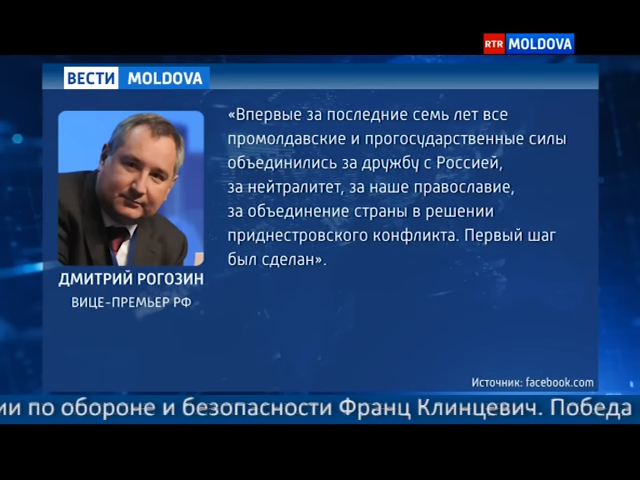 RTR MOLDOVA
ВЕСТИ MOLDOVA
«Впервые за последние семь лет все
промолдавские и прогосударственные силы
объединились за дружбу с Россией,
за нейтралитет, за наше православие,
за объединение страны в решении
приднестровского конфликта. Первый шаг
был сделан».
ДМИТРИЙ РОГОЗИН
ВИЦЕ-ПРЕМЬЕР РФ
Источник: facebook.com
ии по обороне и безопасности Франц Клинцевич. Победа